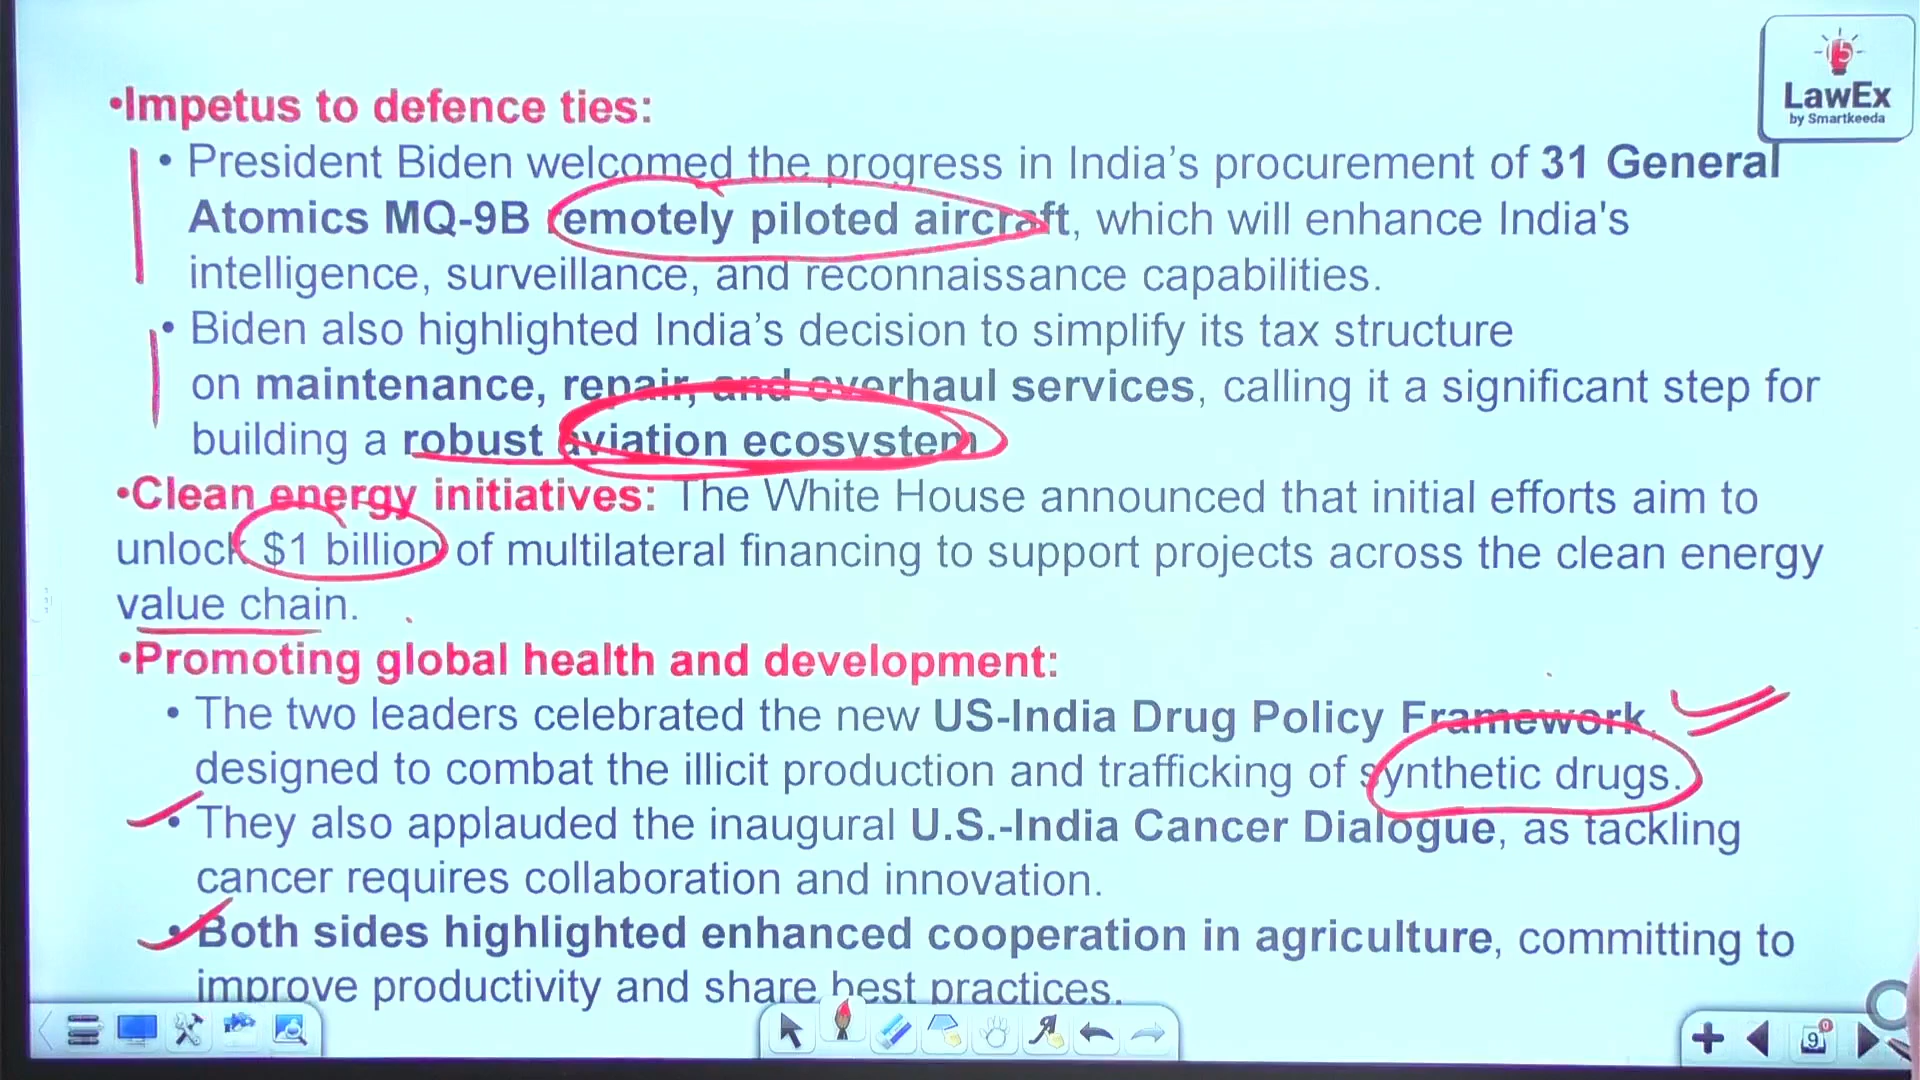 LawEx
by Smartkeeda
•Impetus to defence ties:
• President Biden welcomed the progress in India’s procurement of 31 General
Atomics MQ-9B remotely piloted aircraft, which will enhance India's
intelligence, surveillance, and reconnaissance capabilities.
• Biden also highlighted India’s decision to simplify its tax structure
on maintenance, repair, and overhaul services, calling it a significant step for
building a robust aviation ecosystem
•Clean energy initiatives: The White House announced that initial efforts aim to
unlock $1 billion of multilateral financing to support projects across the clean energy
value chain.
•Promoting global health and development:
• The two leaders celebrated the new US-India Drug Policy Framework,
designed to combat the illicit production and trafficking of synthetic drugs.
• They also applauded the inaugural U.S.-India Cancer Dialogue, as tackling
cancer requires collaboration and innovation.
• Both sides highlighted enhanced cooperation in agriculture, committing to
improve productivity and share best practices.
9
0